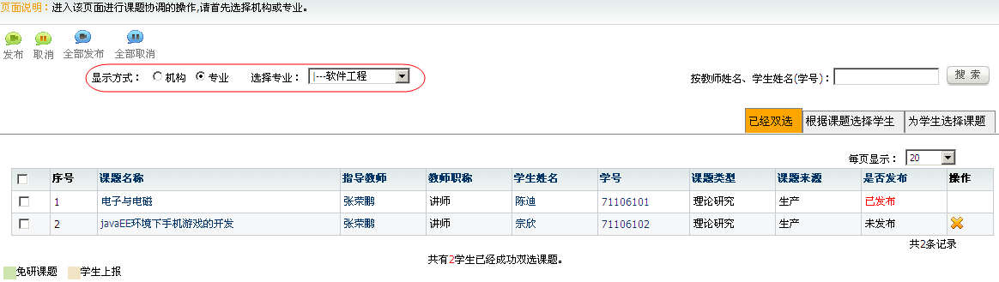 页面说明：进入该页面进行课题协调的操作,请首先选择机构或专业。
发布 取消 全部发布 全部取消
显示方式： 机构 专业 选择专业： |---软件工程 按教师姓名、学生姓名(学号)： 搜 索
已经双选 根据课题选择学生 为学生选择课题
每页显示： 20
序号 课题名称 指导教师 教师职称 学生姓名 学号 课题类型 课题来源 是否发布 操作
1 电子与电磁 张荣鹏 讲师 陈迪 71106101 理论研究 生产 已发布
2 javaEE环境下手机游戏的开发 张荣鹏 讲师 宗欣 71106102 理论研究 生产 未发布
共2条记录
共有2学生已经成功双选课题。
免研课题 学生上报